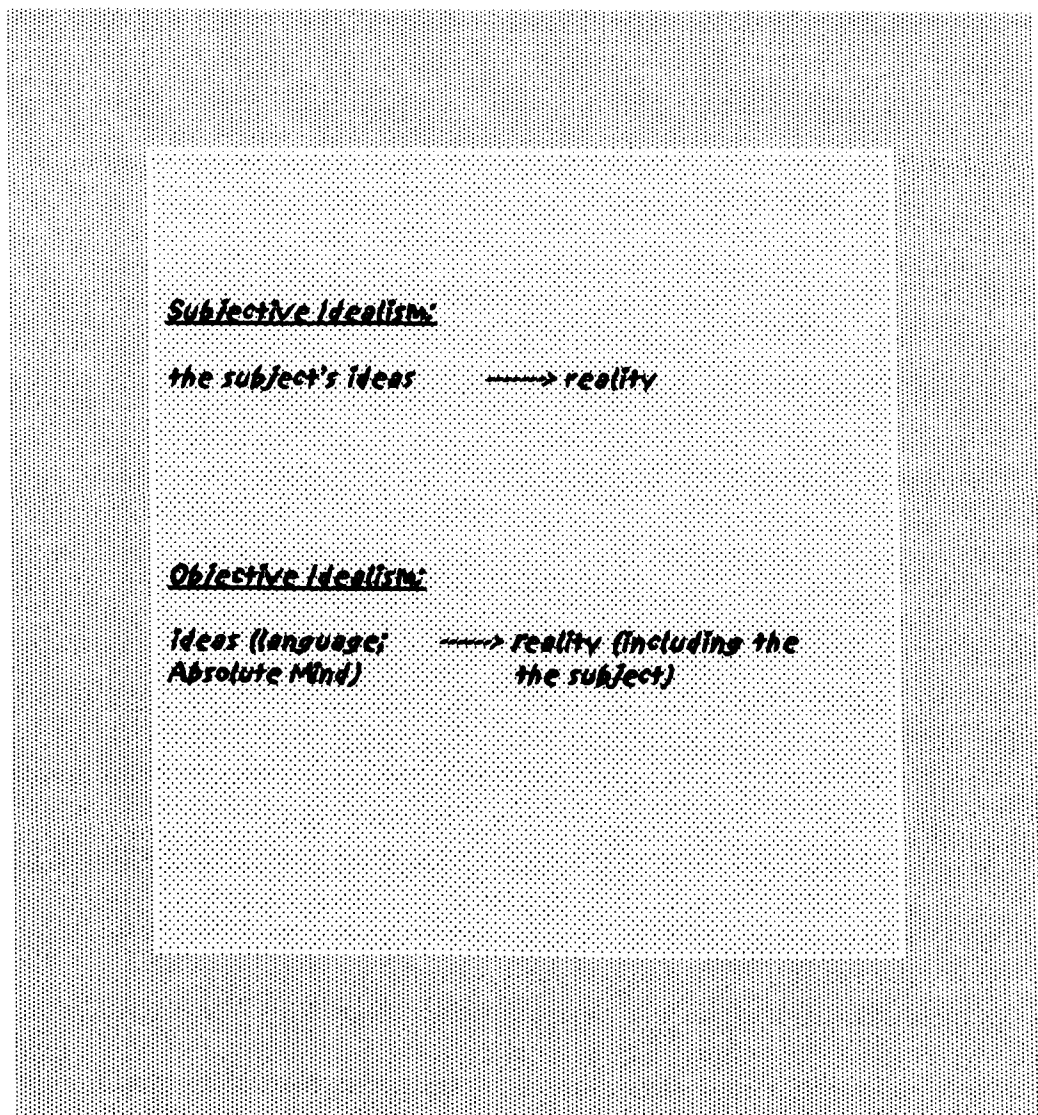 Subjective Idealism:
the subject's ideas ——> reality
Objective Idealism:
ideas (language; ——> reality (including the
Absolute Mind) the subject)